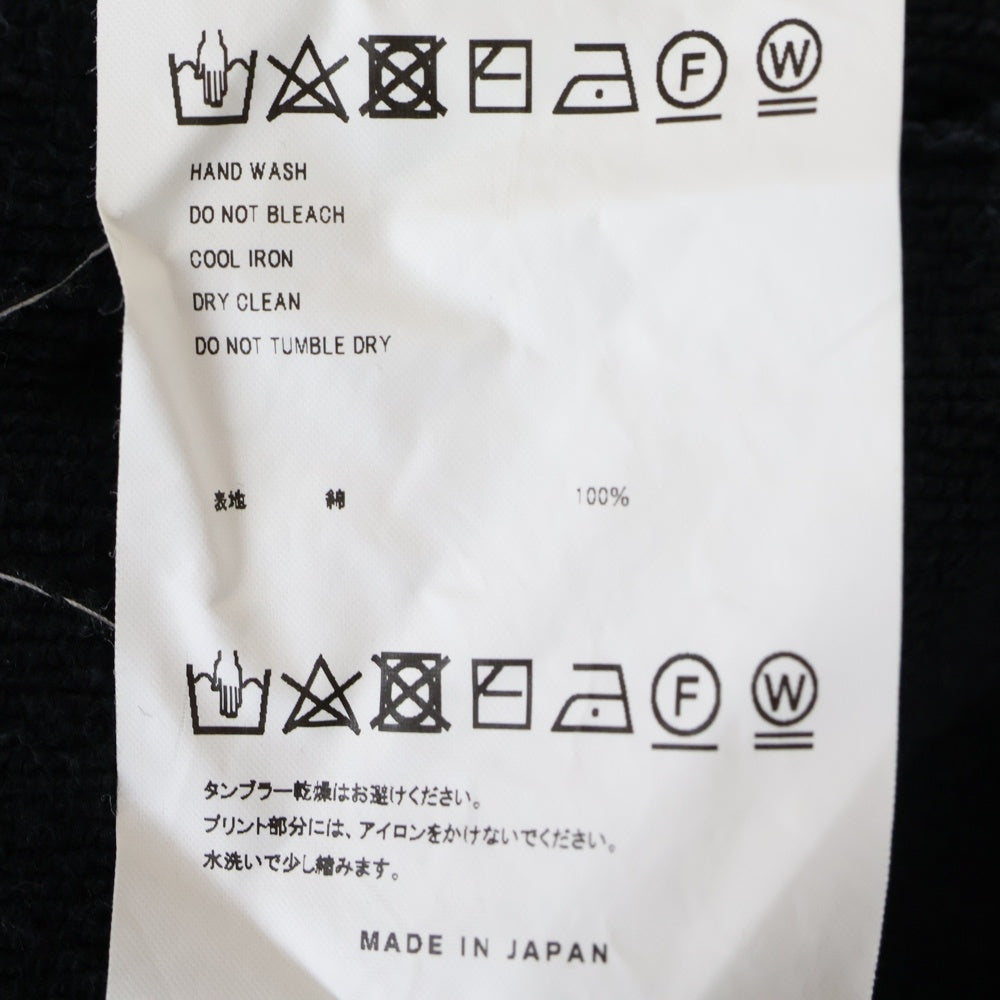 F W
HAND WASH
DO NOT BLEACH
COOL IRON
DRY CLEAN
DO NOT TUMBLE DRY
表地 綿 100%
F W
タンブラー乾燥はお避けください。
プリント部分には、アイロンをかけないでください。
水洗いで少し縮みます。
MADE IN JAPAN